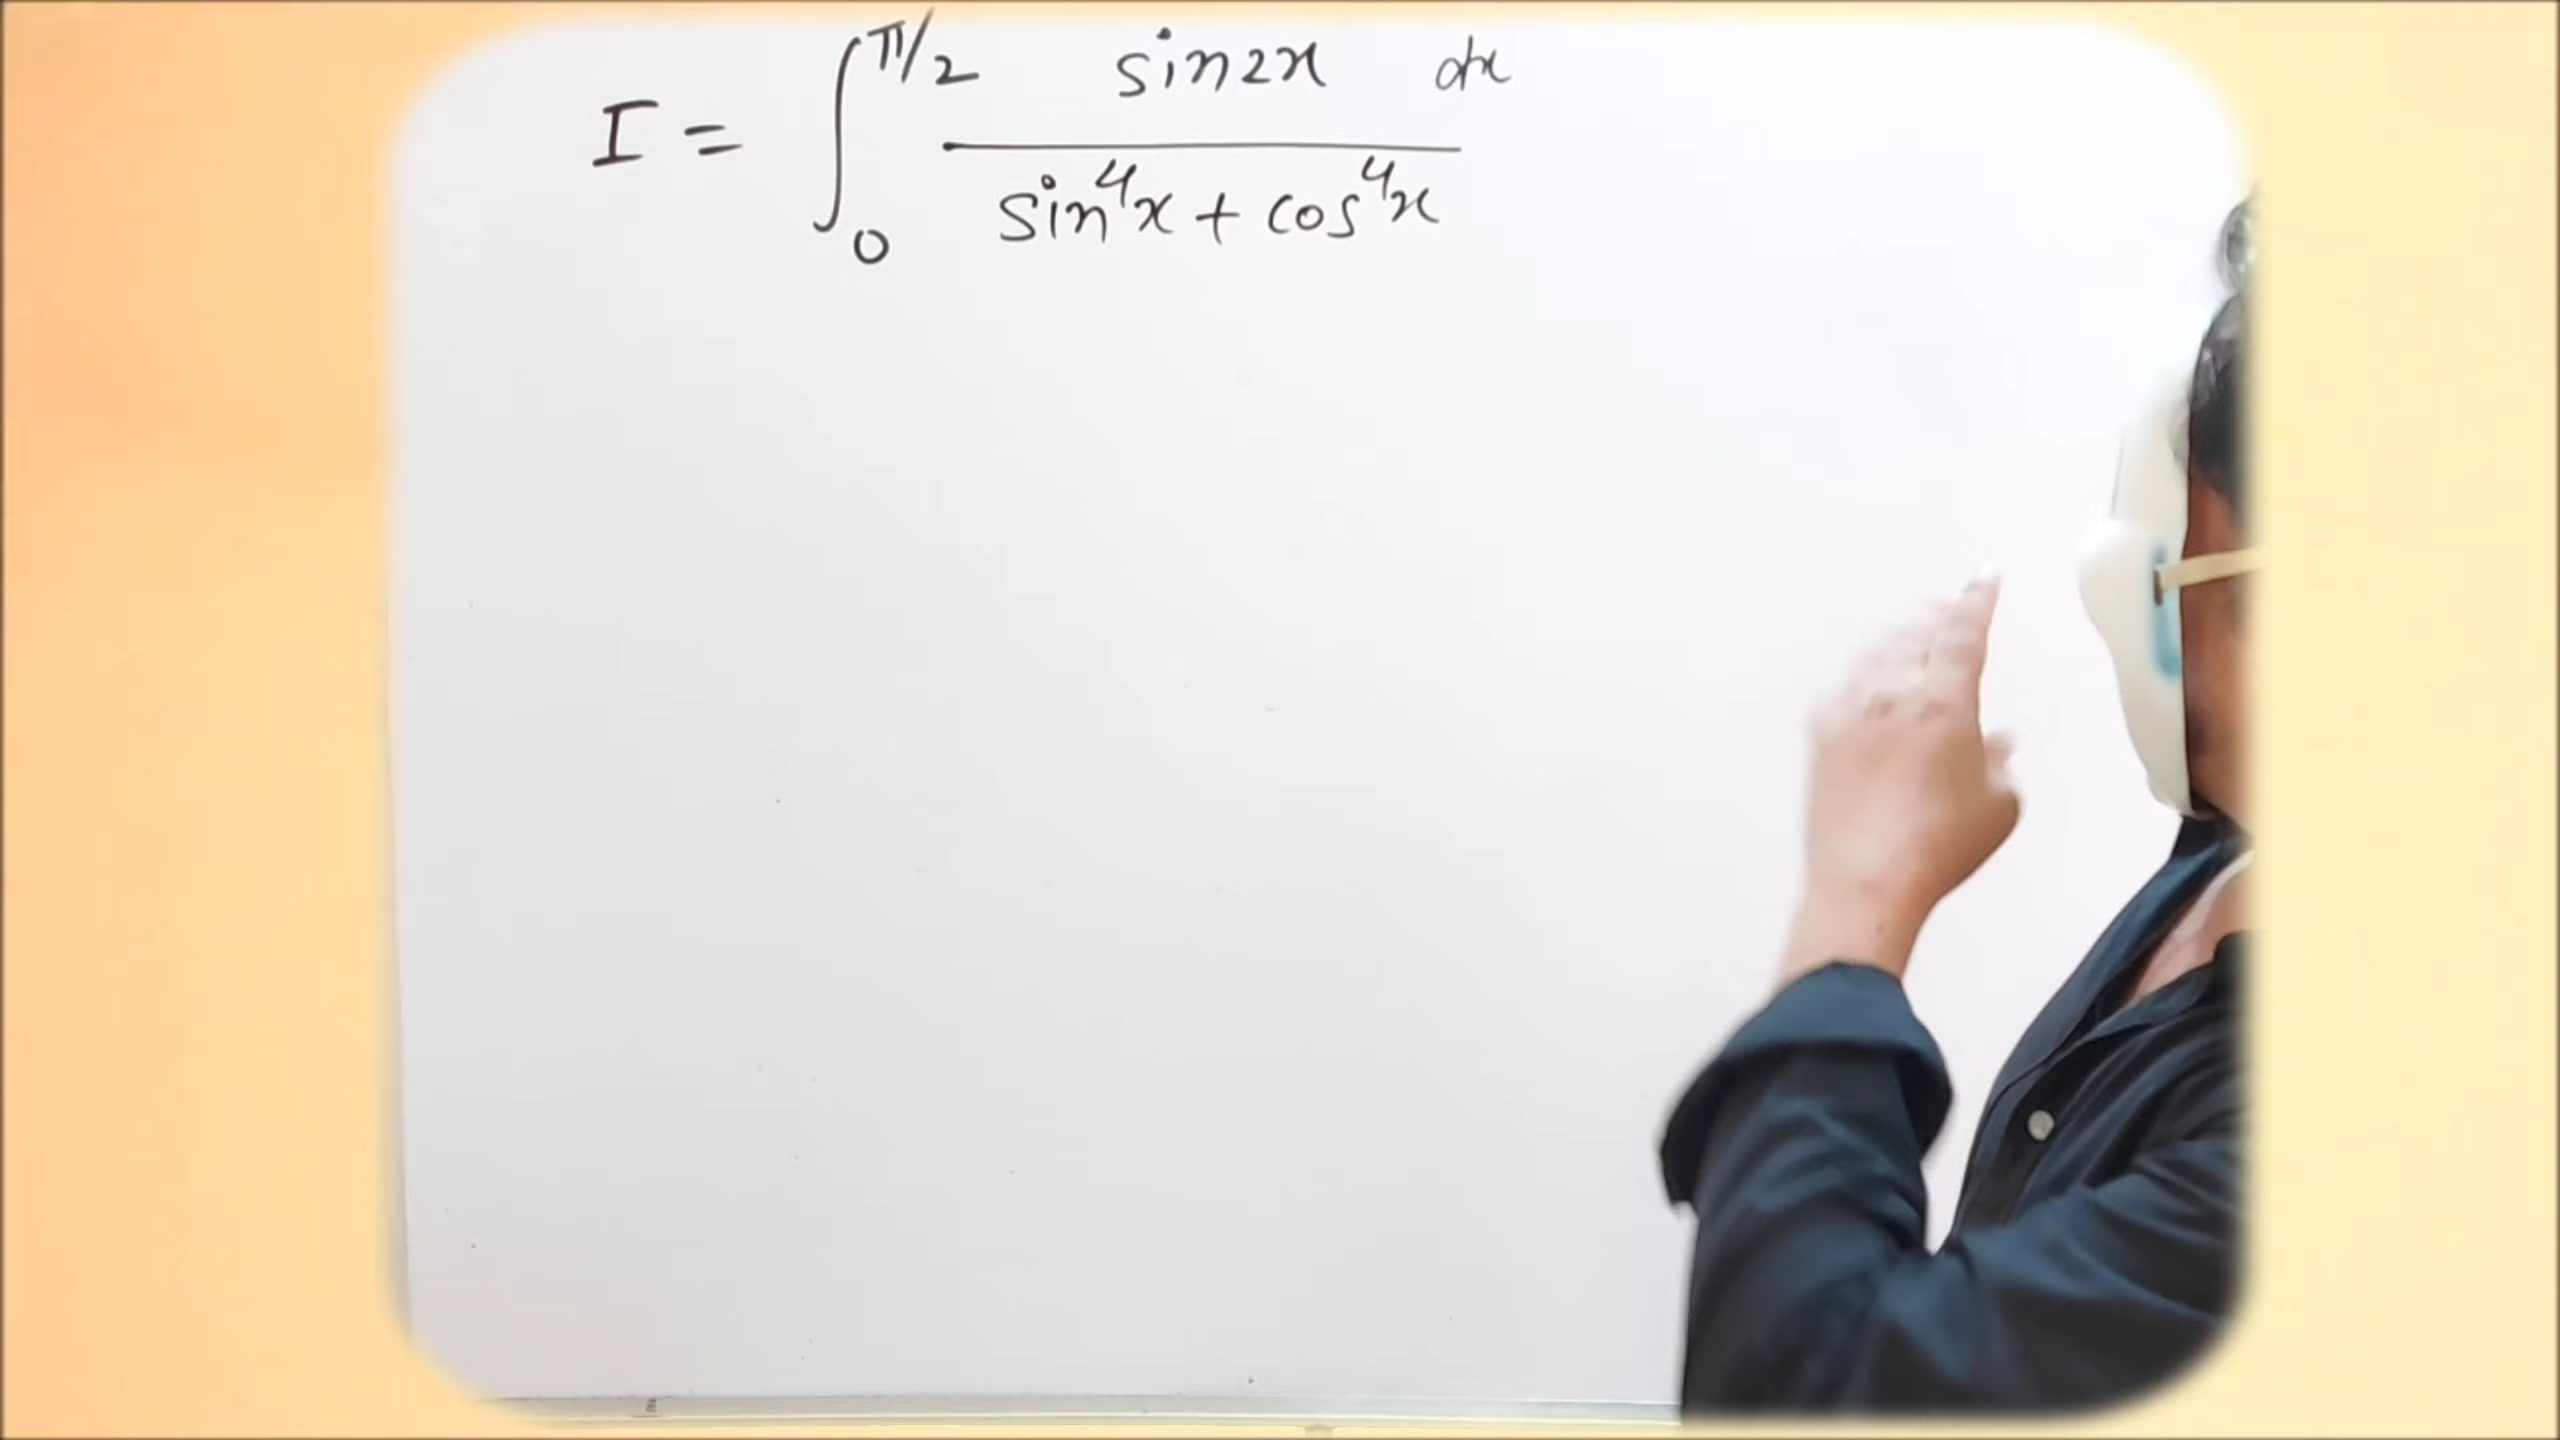 I = ∫₀^π/2 sin2x dx / sin⁴x + cos⁴x